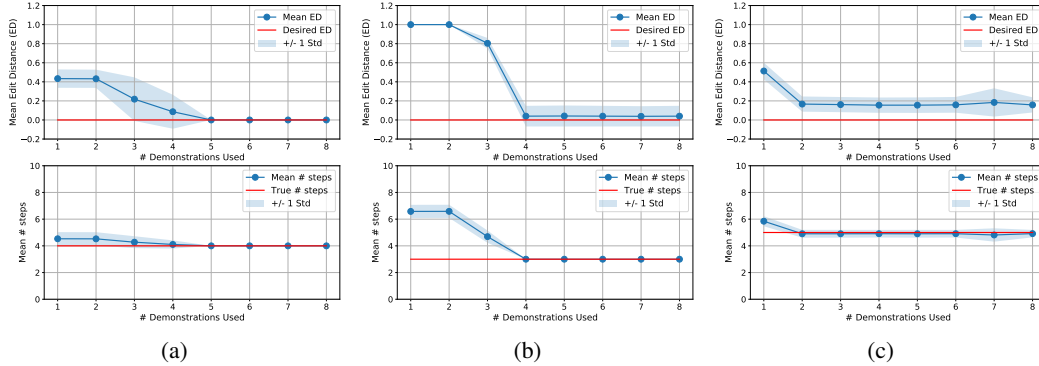 1.2
1.0
0.8
0.6
0.4
0.2
0.0
−0.2
Mean Edit Distance (ED)
Mean ED
Desired ED
+/- 1 Std
1 2 3 4 5 6 7 8
# Demonstrations Used
10
8
6
4
2
0
Mean # steps
Mean # steps
True # steps
+/- 1 Std
1 2 3 4 5 6 7 8
# Demonstrations Used
(a)
1.2
1.0
0.8
0.6
0.4
0.2
0.0
−0.2
Mean Edit Distance (ED)
Mean ED
Desired ED
+/- 1 Std
1 2 3 4 5 6 7 8
# Demonstrations Used
10
8
6
4
2
0
Mean # steps
Mean # steps
True # steps
+/- 1 Std
1 2 3 4 5 6 7 8
# Demonstrations Used
(b)
1.2
1.0
0.8
0.6
0.4
0.2
0.0
−0.2
Mean Edit Distance (ED)
Mean ED
Desired ED
+/- 1 Std
1 2 3 4 5 6 7 8
# Demonstrations Used
10
8
6
4
2
0
Mean # steps
Mean # steps
True # steps
+/- 1 Std
1 2 3 4 5 6 7 8
# Demonstrations Used
(c)